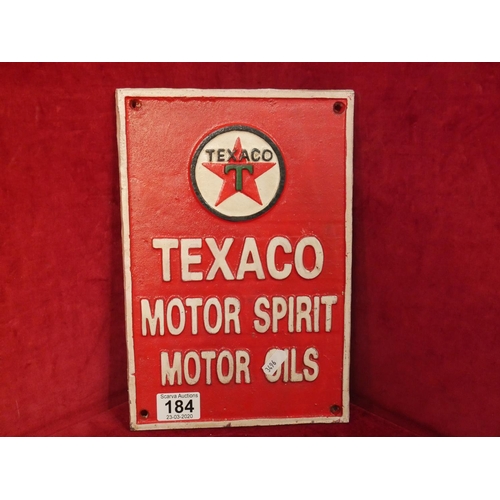 TEXACO
T
TEXACO
MOTOR SPIRIT
MOTOR OILS
Scarva Auctions
184
23-03-2020